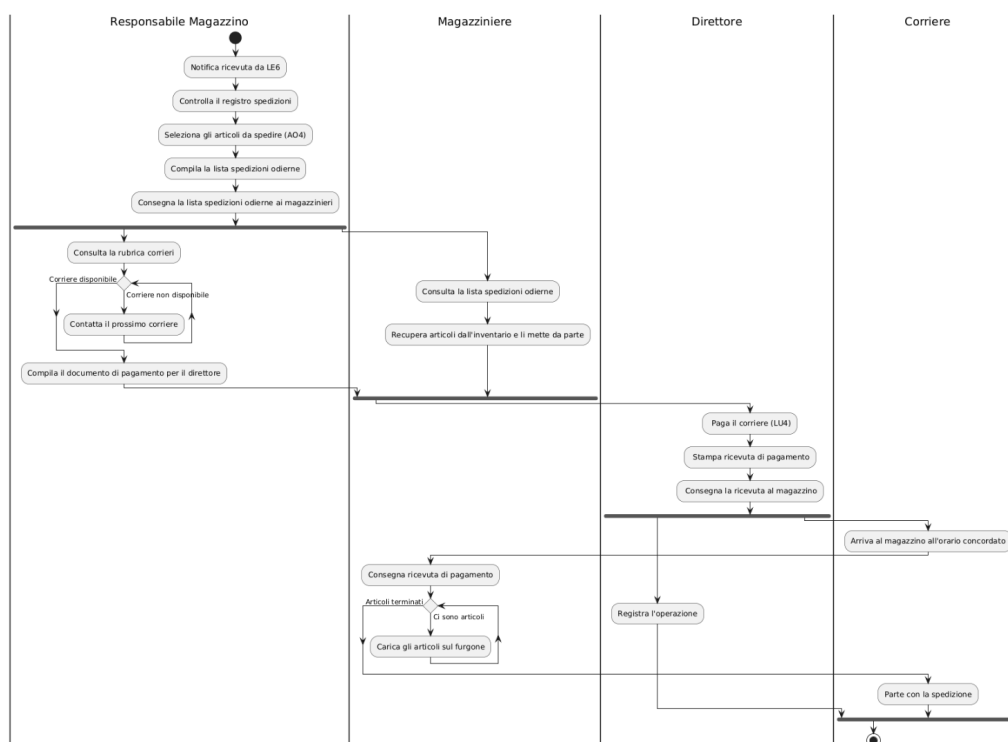 Responsabile Magazzino
Magazziniere
Direttore
Corriere
Notifica ricevuta da LE6
Controlla il registro spedizioni
Seleziona gli articoli da spedire (AO4)
Compila la lista spedizioni odierne
Consegna la lista spedizioni odierne ai magazzinieri
Consulta la rubrica corrieri
Corriere disponibile
Corriere non disponibile
Contatta il prossimo corriere
Compila il documento di pagamento per il direttore
Consulta la lista spedizioni odierne
Recupera articoli dall'inventario e li mette da parte
Paga il corriere (LU4)
Stampa ricevuta di pagamento
Consegna la ricevuta al magazzino
Arriva al magazzino all'orario concordato
Consegna ricevuta di pagamento
Articoli terminati
Ci sono articoli
Carica gli articoli sul furgone
Registra l'operazione
Parte con la spedizione